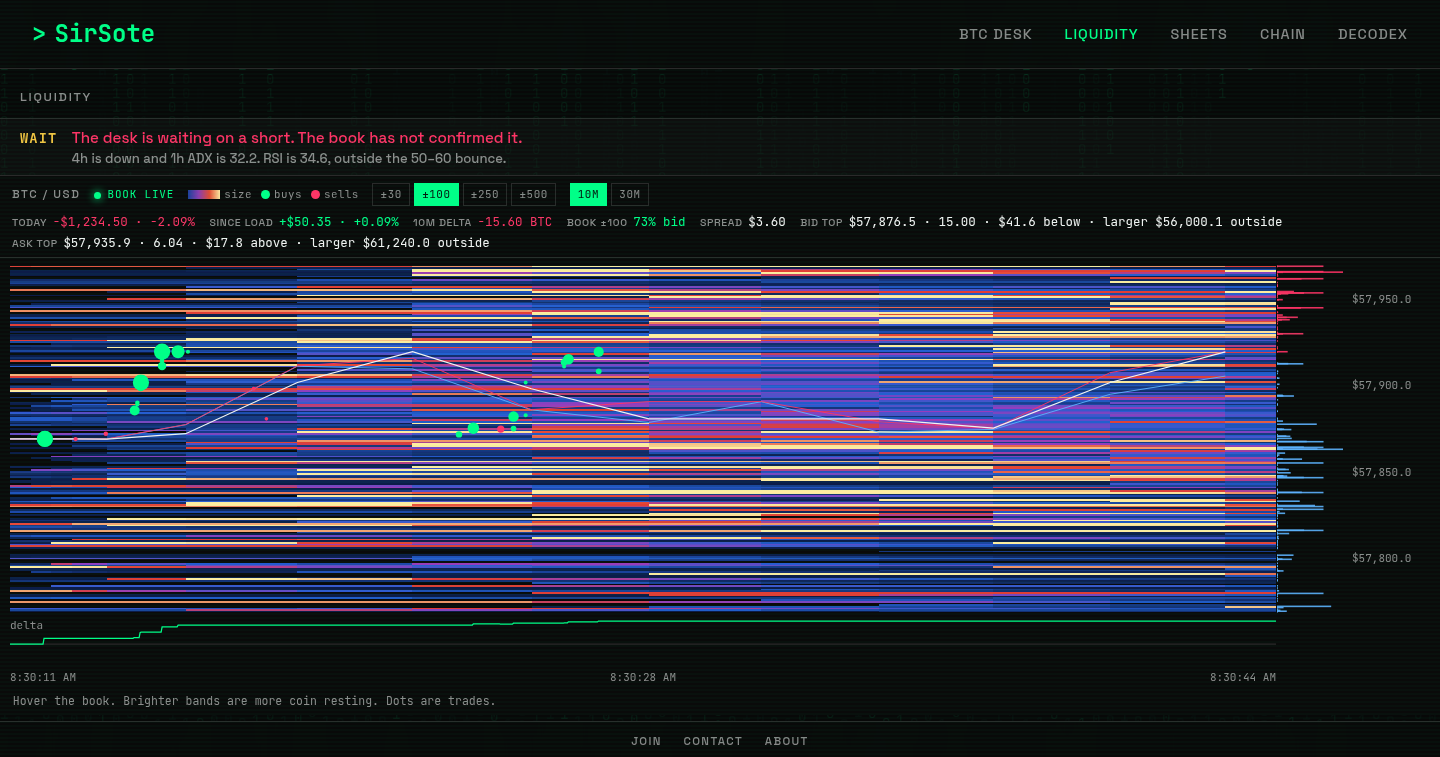 > SirSote
BTC DESK LIQUIDITY SHEETS CHAIN DECODEX
LIQUIDITY
WAIT The desk is waiting on a short. The book has not confirmed it.
4h is down and 1h ADX is 32.2. RSI is 34.6, outside the 50–60 bounce.
BTC / USD BOOK LIVE size buys sells ±30 ±100 ±250 ±500 10M 30M
TODAY -$1,234.50 · -2.09% SINCE LOAD +$50.35 · +0.09% 10M DELTA -15.60 BTC BOOK ±100 73% bid SPREAD $3.60 BID TOP $57,876.5 · 15.00 · $41.6 below · larger $56,000.1 outside
ASK TOP $57,935.9 · 6.04 · $17.8 above · larger $61,240.0 outside
$57,950.0
$57,900.0
$57,850.0
$57,800.0
delta
8:30:11 AM 8:30:28 AM 8:30:44 AM
Hover the book. Brighter bands are more coin resting. Dots are trades.
JOIN CONTACT ABOUT